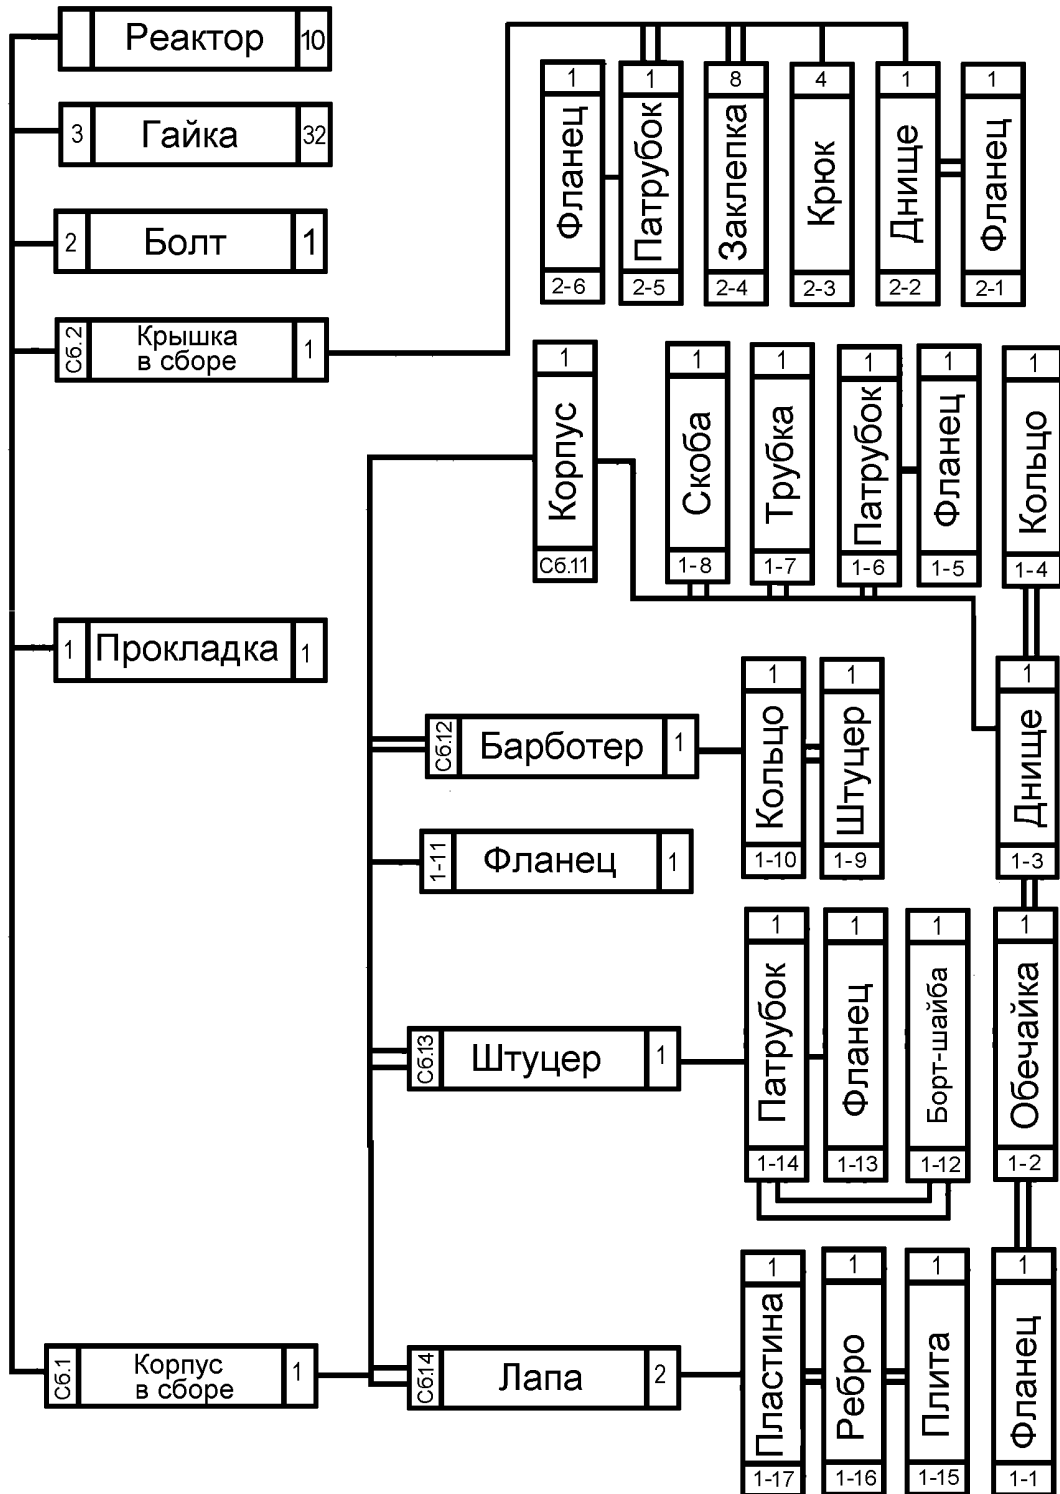 Реактор 10
3 Гайка 32
2 Болт 1
Сб.2 Крышка
в сборе 1
1 Фланец 2-6
1 Патрубок 2-5
8 Заклепка 2-4
4 Крюк 2-3
1 Днище 2-2
1 Фланец 2-1
1 Корпус Сб.11
1 Скоба 1-8
1 Трубка 1-7
1 Патрубок 1-6
1 Фланец 1-5
1 Кольцо 1-4
1 Прокладка 1
Сб.12 Барботер 1
1 Кольцо 1-10
1 Штуцер 1-9
1 Днище 1-3
1-11 Фланец 1
Сб.13 Штуцер 1
1 Патрубок 1-14
1 Фланец 1-13
1 Борт-шайба 1-12
1 Обечайка 1-2
Сб.1 Корпус
в сборе 1
Сб.14 Лапа 2
1 Пластина 1-17
1 Ребро 1-16
1 Плита 1-15
1 Фланец 1-1